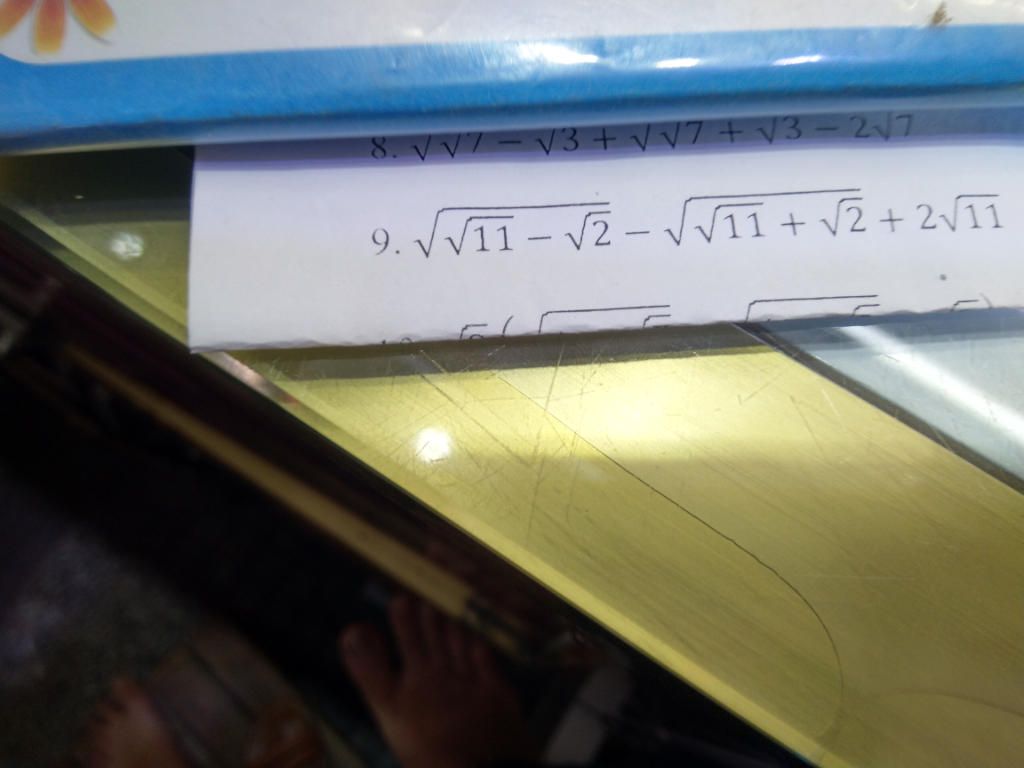 8. √√7 − √3 + √√7 + √3 − 2√7
9. √√11 − √2 − √√11 + √2 + 2√11